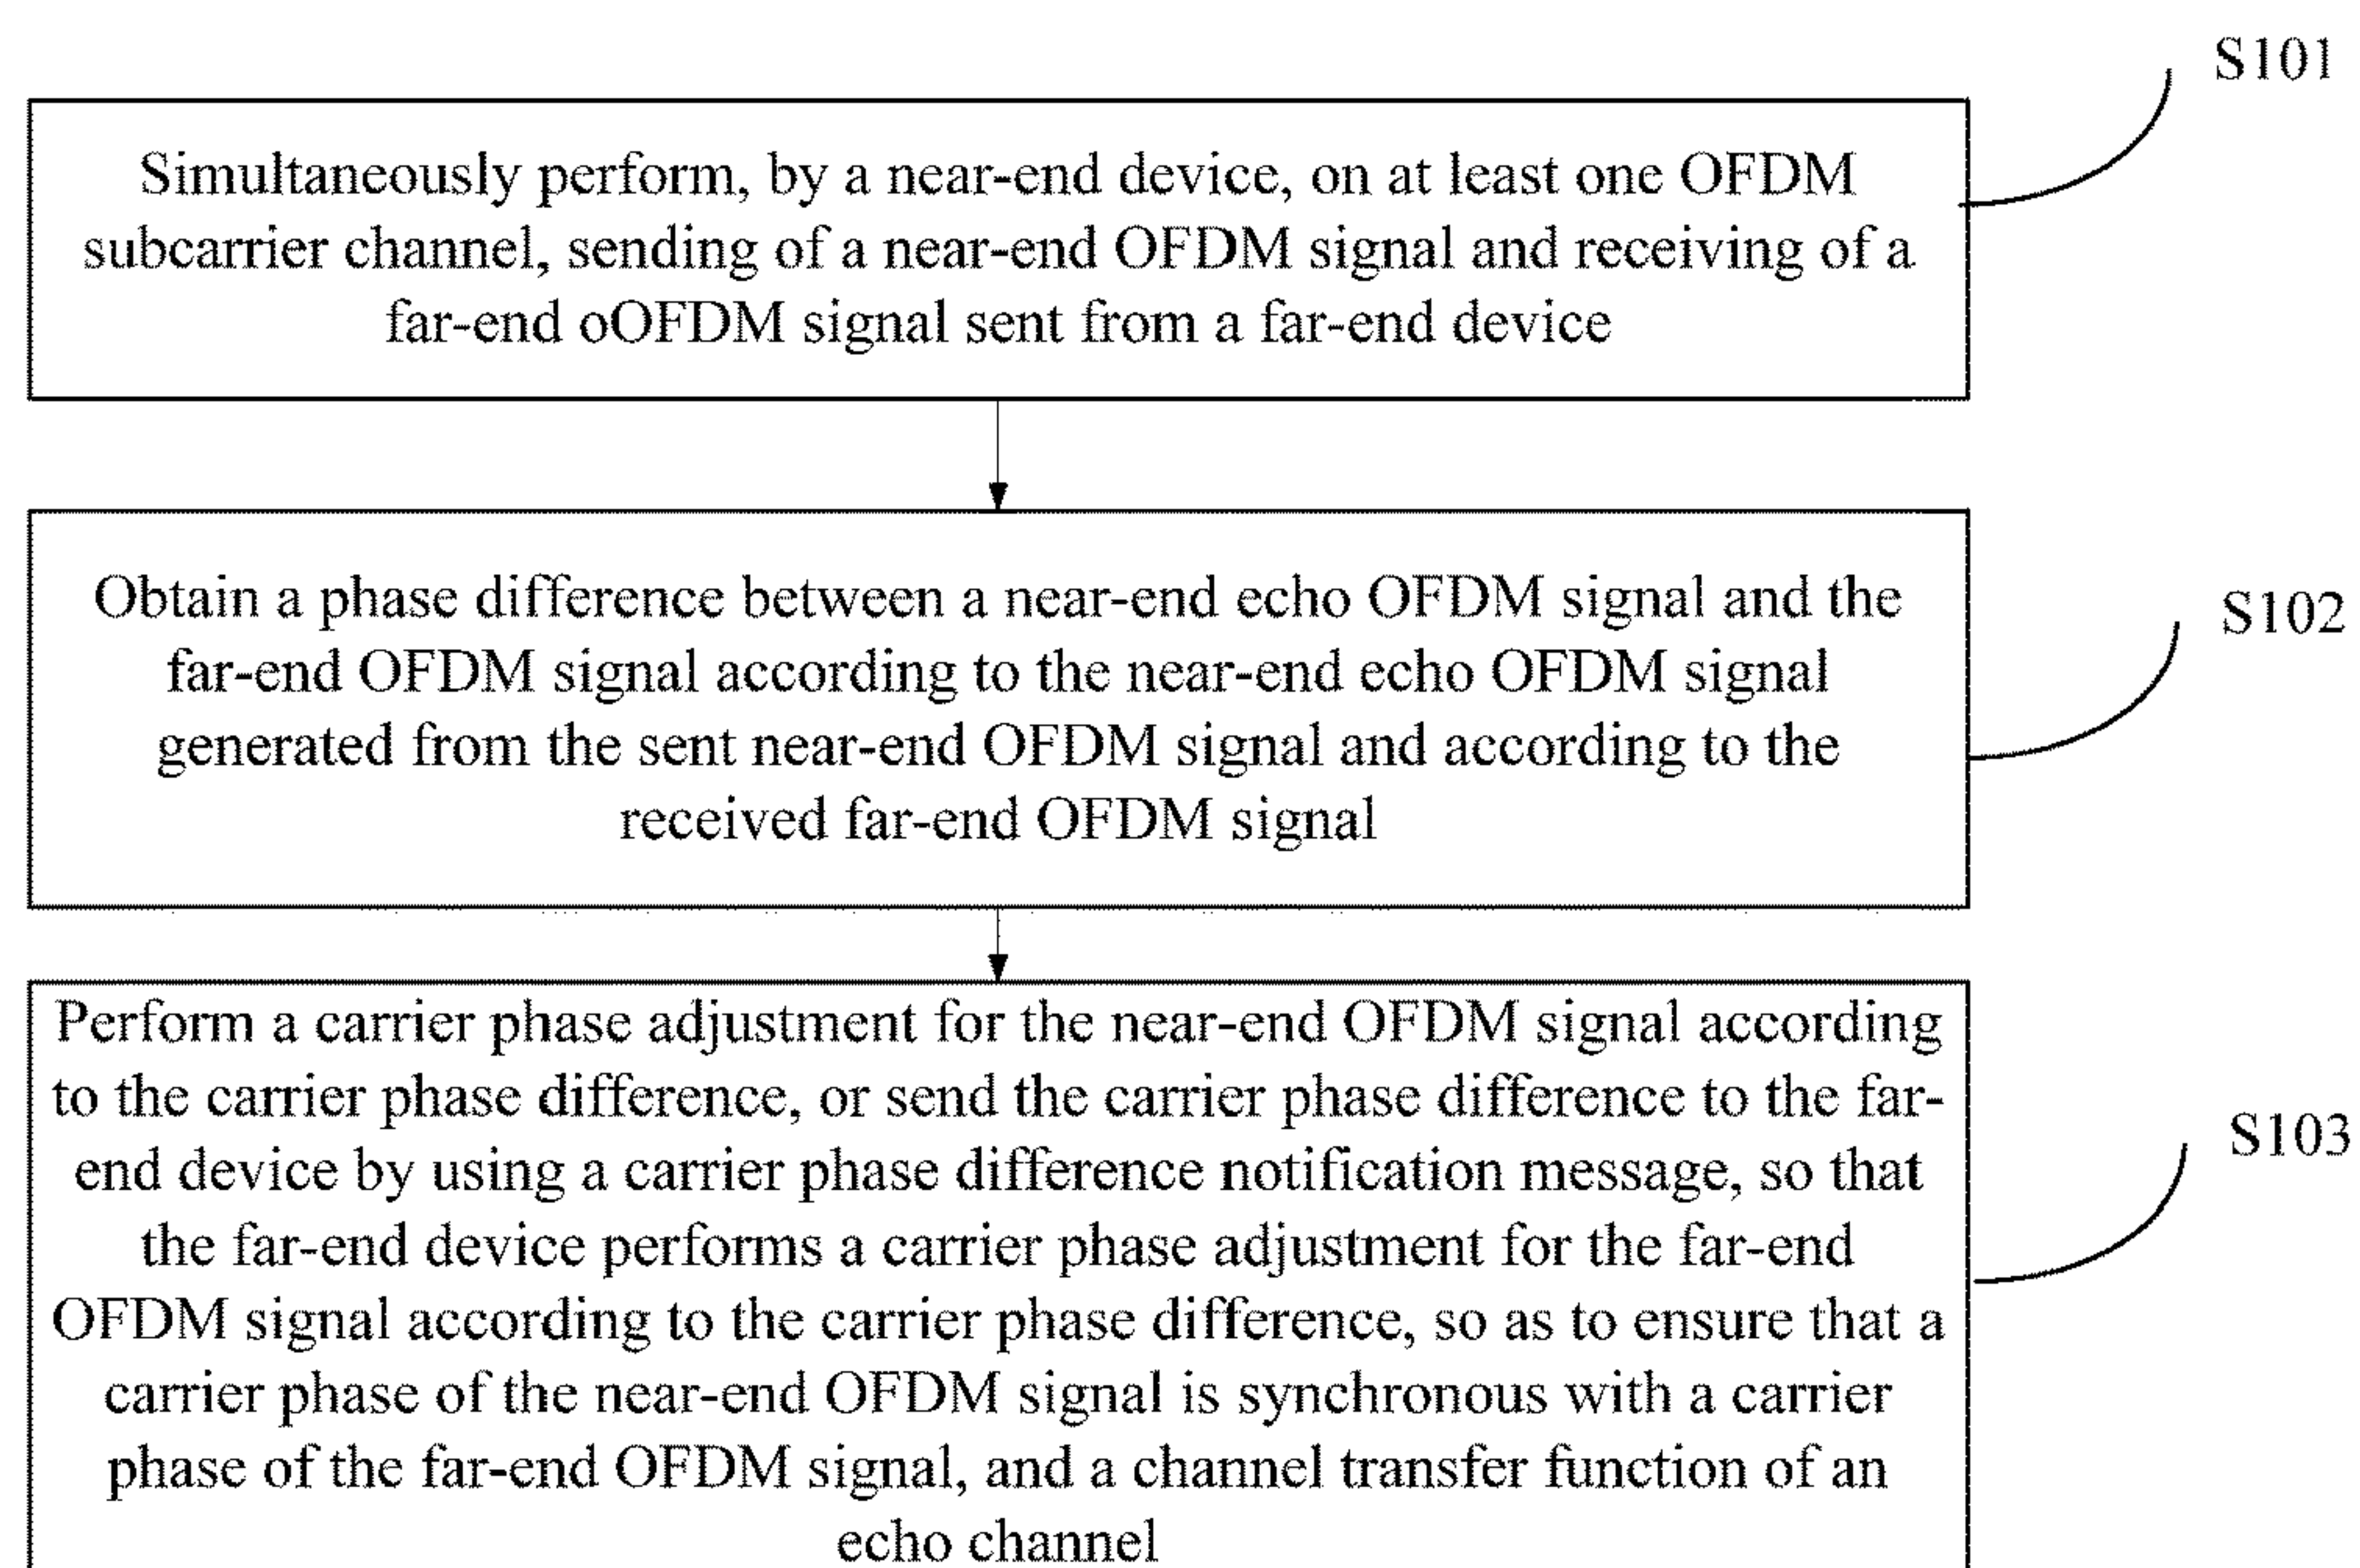 S101
Simultaneously perform, by a near-end device, on at least one OFDM
subcarrier channel, sending of a near-end OFDM signal and receiving of a
far-end oOFDM signal sent from a far-end device
Obtain a phase difference between a near-end echo OFDM signal and the
far-end OFDM signal according to the near-end echo OFDM signal
generated from the sent near-end OFDM signal and according to the
received far-end OFDM signal
S102
Perform a carrier phase adjustment for the near-end OFDM signal according
to the carrier phase difference, or send the carrier phase difference to the far-
end device by using a carrier phase difference notification message, so that
the far-end device performs a carrier phase adjustment for the far-end
OFDM signal according to the carrier phase difference, so as to ensure that a
carrier phase of the near-end OFDM signal is synchronous with a carrier
phase of the far-end OFDM signal, and a channel transfer function of an
echo channel
S103